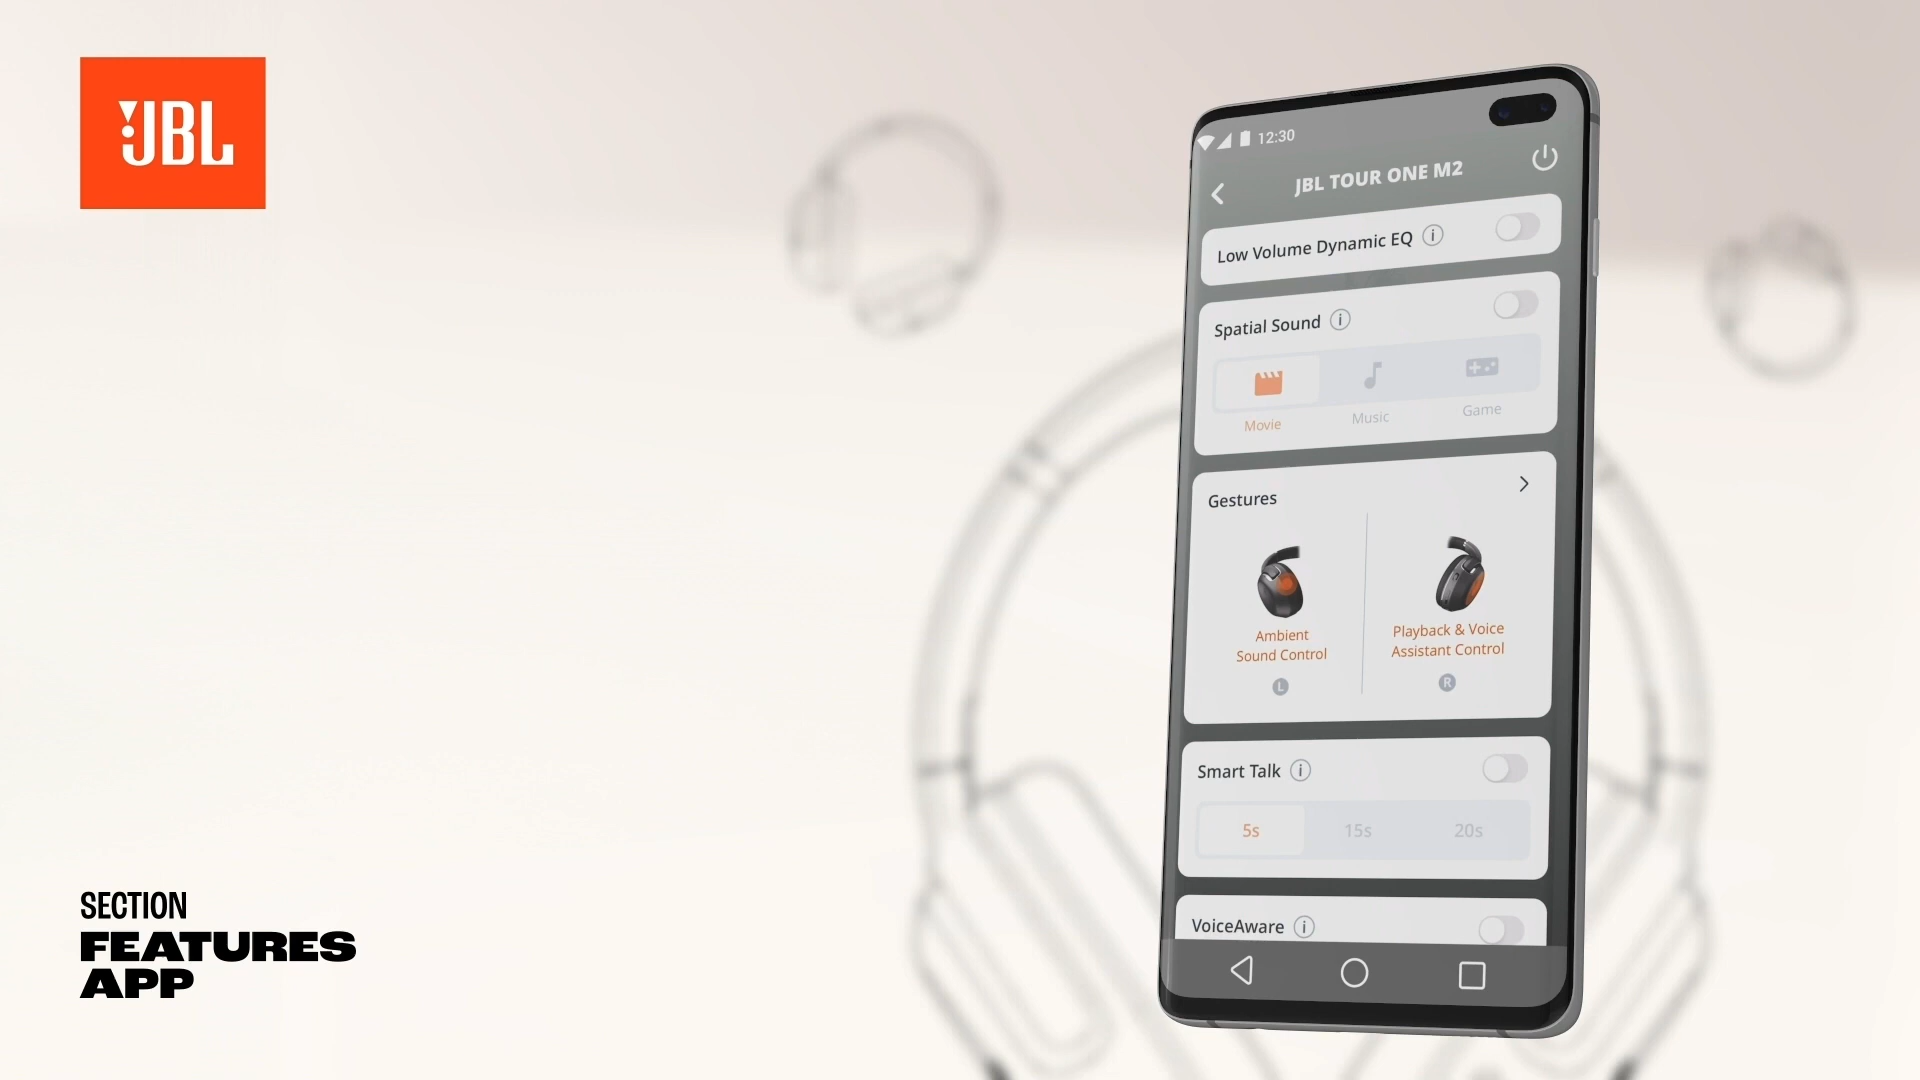 JBL
12:30
JBL TOUR ONE M2
Low Volume Dynamic EQ i
Spatial Sound i
Movie
Music
Game
Gestures
Ambient
Sound Control
L
Playback & Voice
Assistant Control
R
Smart Talk i
5s
15s
20s
VoiceAware i
SECTION
FEATURES
APP